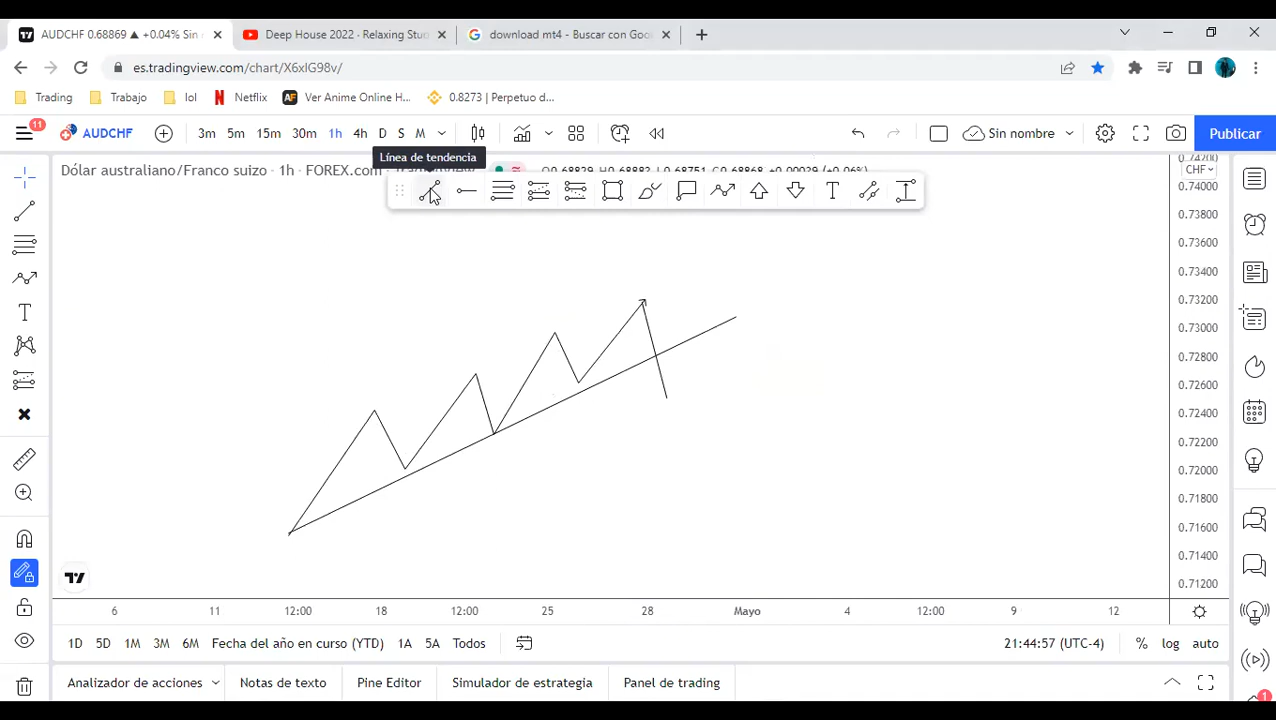 AUDCHF 0.68869 ▲ +0.04% Sin
Deep House 2022 - Relaxing Stud
download mt4 - Buscar con Goo
es.tradingview.com/chart/X6xIG98v/
Trading
Trabajo
lol
Netflix
Ver Anime Online H...
0.8273 | Perpetuo d...
11
AUDCHF
3m
5m
15m
30m
1h
4h
D
S
M
Sin nombre
Publicar
Línea de tendencia
Dólar australiano/Franco suizo · 1h · FOREX.com
+0.00029 (+0.06%)
CHF
T
0.74000
0.73800
0.73600
0.73400
0.73200
0.73000
0.72800
0.72600
0.72400
0.72200
0.72000
0.71800
0.71600
0.71400
0.71200
6
11
12:00
18
12:00
25
28
Mayo
4
12:00
9
12
1D
5D
1M
3M
6M
Fecha del año en curso (YTD)
1A
5A
Todos
21:44:57 (UTC-4)
%
log
auto
Analizador de acciones
Notas de texto
Pine Editor
Simulador de estrategia
Panel de trading
1